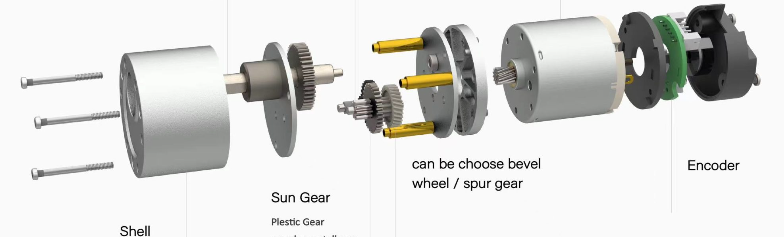 can be choose bevel
wheel / spur gear
Encoder
Sun Gear
Plestic Gear
Shell